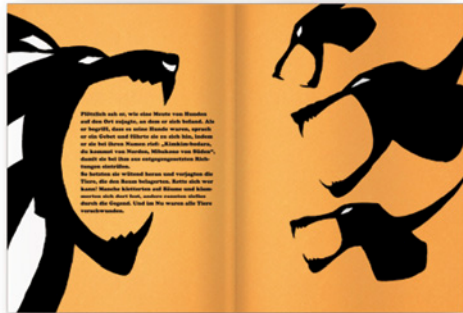 Plötzlich sah er, wie eine Meute von Hunden
auf den Ort zujagte, an dem er sich befand. Als
er begriff, dass es seine Hunde waren, sprach
er ein Gebet und führte sie zu sich hin, indem
er sie bei ihren Namen rief:
du kommst von Norden, von Süden“,
damit sie bei ihm aus entgegengesetzten Rich-
tungen eintrafen.
So hetzten sie wütend heran und verjagten die
Tiere, die den Baum belagerten. Rette sich wer
kann! Manche kletterten auf Bäume und klam-
merten sich dort fest, andere rannten ziellos
durch die Gegend. Und im Nu waren alle Tiere
verschwunden.